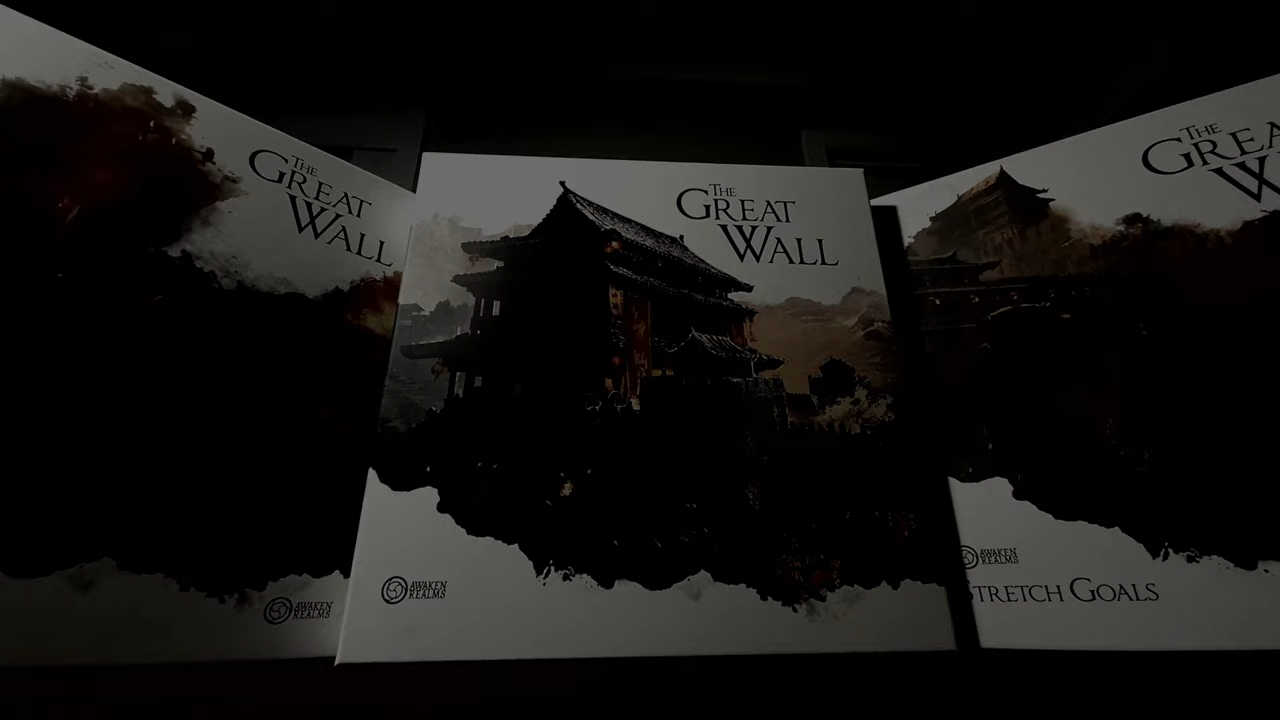 THE
GREAT
WALL
AWAKEN
REALMS
THE
GREAT
WALL
AWAKEN
REALMS
THE
GREA
W
AWAKEN
REALMS
STRETCH GOALS